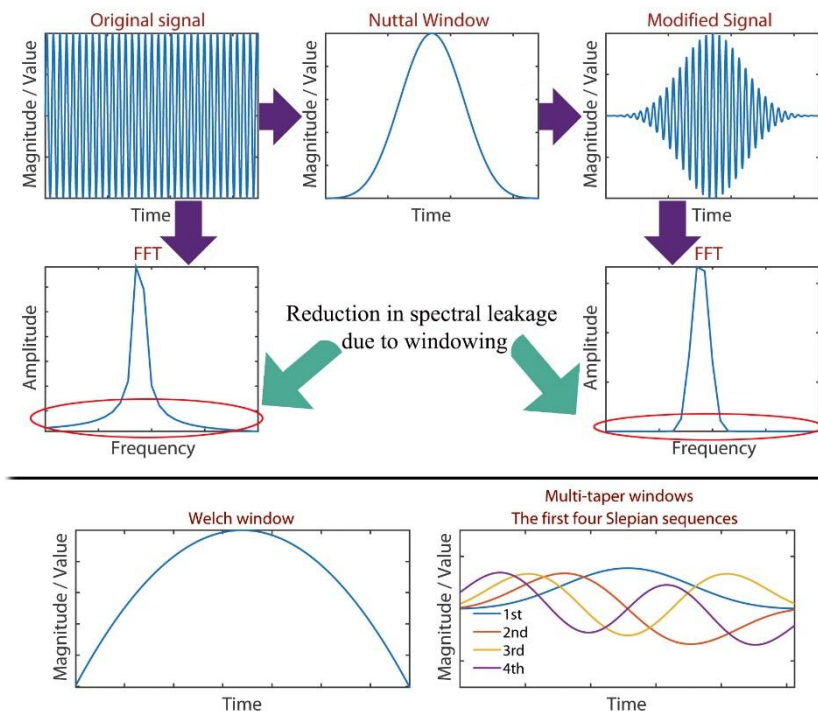 Original signal
Nuttal Window
Modified Signal
Magnitude / Value
Magnitude / Value
Magnitude / Value
Time
Time
Time
FFT
FFT
Amplitude
Reduction in spectral leakage
due to windowing
Amplitude
Frequency
Frequency
Welch window
Multi-taper windows
The first four Slepian sequences
Magnitude / Value
Magnitude / Value
1st
2nd
3rd
4th
Time
Time